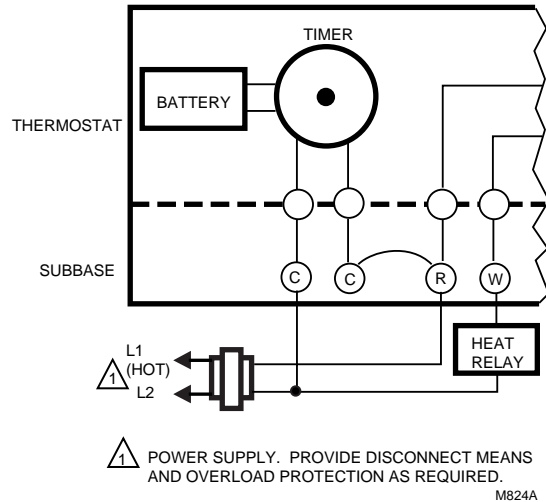 TIMER
BATTERY
THERMOSTAT
SUBBASE
C
C
R
W
L1
(HOT)
1
L2
HEAT
RELAY
1
POWER SUPPLY. PROVIDE DISCONNECT MEANS
AND OVERLOAD PROTECTION AS REQUIRED.
M824A